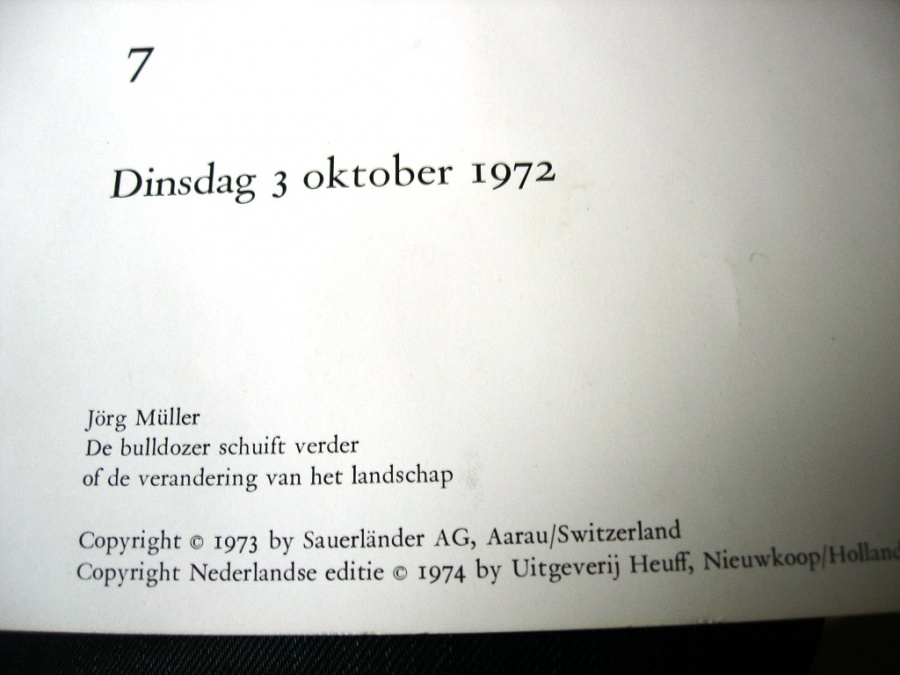 7
Dinsdag 3 oktober 1972
Jörg Müller
De bulldozer schuift verder
of de verandering van het landschap
Copyright © 1973 by Sauerländer AG, Aarau/Switzerland
Copyright Nederlandse editie © 1974 by Uitgeverij Heuff, Nieuwkoop/Holland